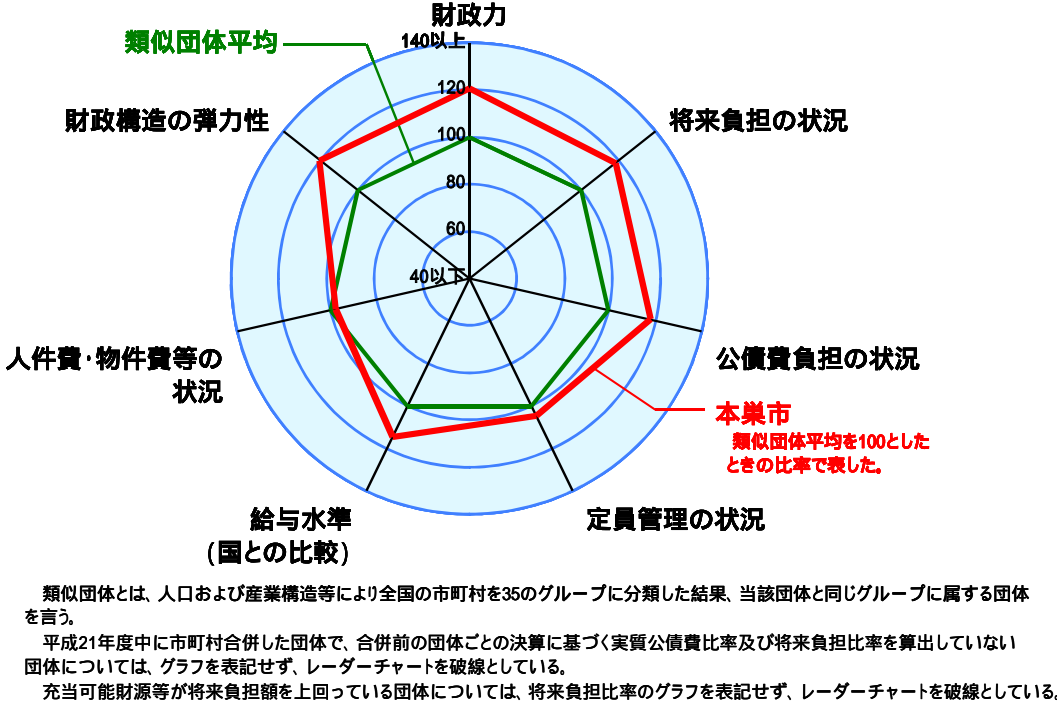 財政力
類似団体平均
140以上
120
100
80
60
40以下
財政構造の弾力性
将来負担の状況
人件費・物件費等の
状況
公債費負担の状況
本巣市
類似団体平均を100とした
ときの比率で表した。
給与水準
(国との比較)
定員管理の状況
類似団体とは、人口および産業構造等により全国の市町村を35のグループに分類した結果、当該団体と同じグループに属する団体
を言う。
平成21年度中に市町村合併した団体で、合併前の団体ごとの決算に基づく実質公債費比率及び将来負担比率を算出していない
団体については、グラフを表記せず、レーダーチャートを破線としている。
充当可能財源等が将来負担額を上回っている団体については、将来負担比率のグラフを表記せず、レーダーチャートを破線としている。